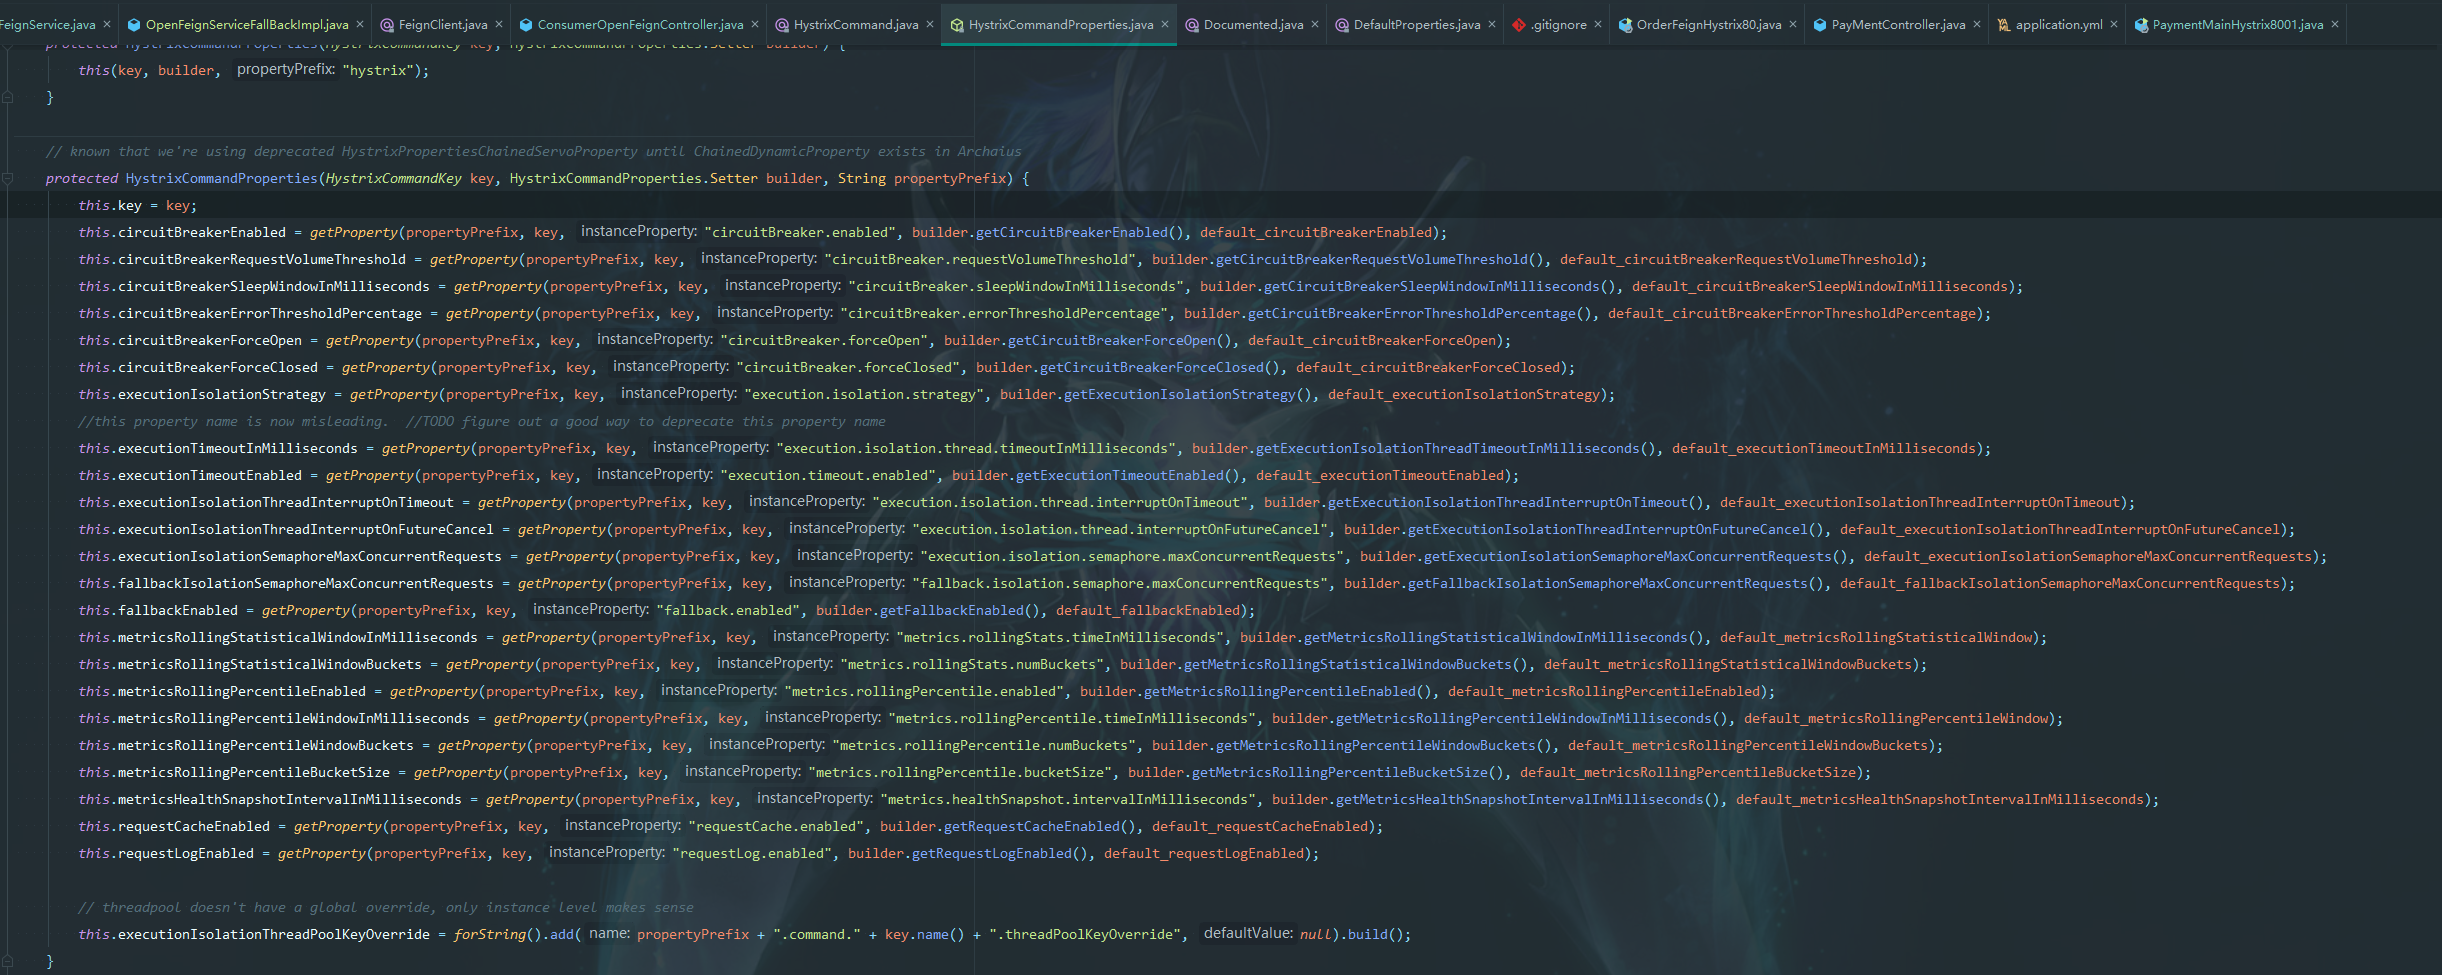 FeignService.java × OpenFeignServiceFallBackImpl.java × FeignClient.java × ConsumerOpenFeignController.java × HystrixCommand.java × HystrixCommandProperties.java × Documented.java × DefaultProperties.java × .gitignore × OrderFeignHystrix80.java × PayMentController.java × application.yml × PaymentMainHystrix8001.java ×
protected HystrixCommandProperties(HystrixCommandKey key, HystrixCommandProperties.Setter builder) {
this(key, builder, propertyPrefix: "hystrix");
}
// known that we're using deprecated HystrixPropertiesChainedServoProperty until ChainedDynamicProperty exists in Archaius
protected HystrixCommandProperties(HystrixCommandKey key, HystrixCommandProperties.Setter builder, String propertyPrefix) {
this.key = key;
this.circuitBreakerEnabled = getProperty(propertyPrefix, key, instanceProperty: "circuitBreaker.enabled", builder.getCircuitBreakerEnabled(), default_circuitBreakerEnabled);
this.circuitBreakerRequestVolumeThreshold = getProperty(propertyPrefix, key, instanceProperty: "circuitBreaker.requestVolumeThreshold", builder.getCircuitBreakerRequestVolumeThreshold(), default_circuitBreakerRequestVolumeThreshold);
this.circuitBreakerSleepWindowInMilliseconds = getProperty(propertyPrefix, key, instanceProperty: "circuitBreaker.sleepWindowInMilliseconds", builder.getCircuitBreakerSleepWindowInMilliseconds(), default_circuitBreakerSleepWindowInMilliseconds);
this.circuitBreakerErrorThresholdPercentage = getProperty(propertyPrefix, key, instanceProperty: "circuitBreaker.errorThresholdPercentage", builder.getCircuitBreakerErrorThresholdPercentage(), default_circuitBreakerErrorThresholdPercentage);
this.circuitBreakerForceOpen = getProperty(propertyPrefix, key, instanceProperty: "circuitBreaker.forceOpen", builder.getCircuitBreakerForceOpen(), default_circuitBreakerForceOpen);
this.circuitBreakerForceClosed = getProperty(propertyPrefix, key, instanceProperty: "circuitBreaker.forceClosed", builder.getCircuitBreakerForceClosed(), default_circuitBreakerForceClosed);
this.executionIsolationStrategy = getProperty(propertyPrefix, key, instanceProperty: "execution.isolation.strategy", builder.getExecutionIsolationStrategy(), default_executionIsolationStrategy);
//this property name is now misleading.  //TODO figure out a good way to deprecate this property name
this.executionTimeoutInMilliseconds = getProperty(propertyPrefix, key, instanceProperty: "execution.isolation.thread.timeoutInMilliseconds", builder.getExecutionIsolationThreadTimeoutInMilliseconds(), default_executionTimeoutInMilliseconds);
this.executionTimeoutEnabled = getProperty(propertyPrefix, key, instanceProperty: "execution.timeout.enabled", builder.getExecutionTimeoutEnabled(), default_executionTimeoutEnabled);
this.executionIsolationThreadInterruptOnTimeout = getProperty(propertyPrefix, key, instanceProperty: "execution.isolation.thread.interruptOnTimeout", builder.getExecutionIsolationThreadInterruptOnTimeout(), default_executionIsolationThreadInterruptOnTimeout);
this.executionIsolationThreadInterruptOnFutureCancel = getProperty(propertyPrefix, key, instanceProperty: "execution.isolation.thread.interruptOnFutureCancel", builder.getExecutionIsolationThreadInterruptOnFutureCancel(), default_executionIsolationThreadInterruptOnFutureCancel);
this.executionIsolationSemaphoreMaxConcurrentRequests = getProperty(propertyPrefix, key, instanceProperty: "execution.isolation.semaphore.maxConcurrentRequests", builder.getExecutionIsolationSemaphoreMaxConcurrentRequests(), default_executionIsolationSemaphoreMaxConcurrentRequests);
this.fallbackIsolationSemaphoreMaxConcurrentRequests = getProperty(propertyPrefix, key, instanceProperty: "fallback.isolation.semaphore.maxConcurrentRequests", builder.getFallbackIsolationSemaphoreMaxConcurrentRequests(), default_fallbackIsolationSemaphoreMaxConcurrentRequests);
this.fallbackEnabled = getProperty(propertyPrefix, key, instanceProperty: "fallback.enabled", builder.getFallbackEnabled(), default_fallbackEnabled);
this.metricsRollingStatisticalWindowInMilliseconds = getProperty(propertyPrefix, key, instanceProperty: "metrics.rollingStats.timeInMilliseconds", builder.getMetricsRollingStatisticalWindowInMilliseconds(), default_metricsRollingStatisticalWindow);
this.metricsRollingStatisticalWindowBuckets = getProperty(propertyPrefix, key, instanceProperty: "metrics.rollingStats.numBuckets", builder.getMetricsRollingStatisticalWindowBuckets(), default_metricsRollingStatisticalWindowBuckets);
this.metricsRollingPercentileEnabled = getProperty(propertyPrefix, key, instanceProperty: "metrics.rollingPercentile.enabled", builder.getMetricsRollingPercentileEnabled(), default_metricsRollingPercentileEnabled);
this.metricsRollingPercentileWindowInMilliseconds = getProperty(propertyPrefix, key, instanceProperty: "metrics.rollingPercentile.timeInMilliseconds", builder.getMetricsRollingPercentileWindowInMilliseconds(), default_metricsRollingPercentileWindow);
this.metricsRollingPercentileWindowBuckets = getProperty(propertyPrefix, key, instanceProperty: "metrics.rollingPercentile.numBuckets", builder.getMetricsRollingPercentileWindowBuckets(), default_metricsRollingPercentileWindowBuckets);
this.metricsRollingPercentileBucketSize = getProperty(propertyPrefix, key, instanceProperty: "metrics.rollingPercentile.bucketSize", builder.getMetricsRollingPercentileBucketSize(), default_metricsRollingPercentileBucketSize);
this.metricsHealthSnapshotIntervalInMilliseconds = getProperty(propertyPrefix, key, instanceProperty: "metrics.healthSnapshot.intervalInMilliseconds", builder.getMetricsHealthSnapshotIntervalInMilliseconds(), default_metricsHealthSnapshotIntervalInMilliseconds);
this.requestCacheEnabled = getProperty(propertyPrefix, key, instanceProperty: "requestCache.enabled", builder.getRequestCacheEnabled(), default_requestCacheEnabled);
this.requestLogEnabled = getProperty(propertyPrefix, key, instanceProperty: "requestLog.enabled", builder.getRequestLogEnabled(), default_requestLogEnabled);
// threadpool doesn't have a global override, only instance level makes sense
this.executionIsolationThreadPoolKeyOverride = forString().add( name: propertyPrefix + ".command." + key.name() + ".threadPoolKeyOverride", defaultValue: null).build();
}